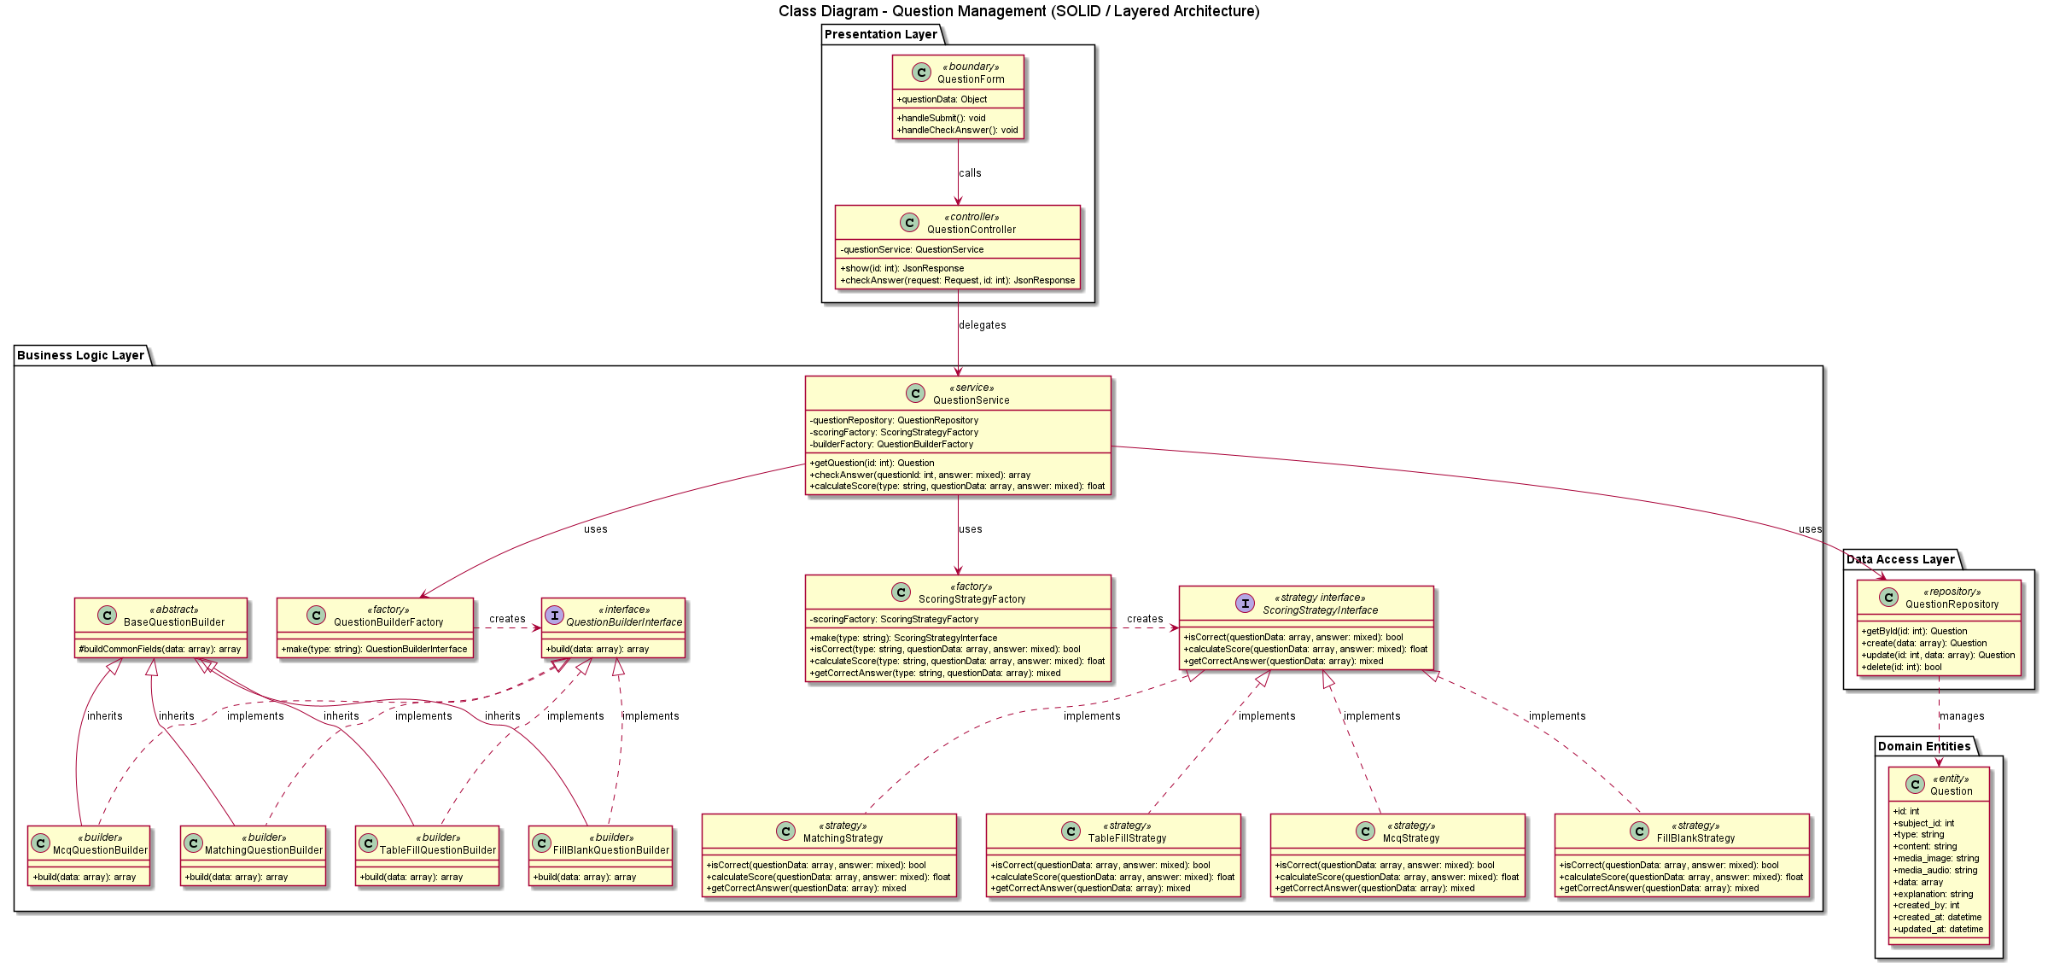 Class Diagram - Question Management (SOLID / Layered Architecture)
Presentation Layer
C
«boundary»
QuestionForm
+questionData: Object
+handleSubmit(): void
+handleCheckAnswer(): void
calls
C
«controller»
QuestionController
-questionService: QuestionService
+show(id: int): JsonResponse
+checkAnswer(request: Request, id: int): JsonResponse
delegates
Business Logic Layer
C
«service»
QuestionService
-questionRepository: QuestionRepository
-scoringFactory: ScoringStrategyFactory
-builderFactory: QuestionBuilderFactory
+getQuestion(id: int): Question
+checkAnswer(questionId: int, answer: mixed): array
+calculateScore(type: string, questionData: array, answer: mixed): float
uses
uses
uses
C
«abstract»
BaseQuestionBuilder
#buildCommonFields(data: array): array
C
«factory»
QuestionBuilderFactory
+make(type: string): QuestionBuilderInterface
creates
I
«interface»
QuestionBuilderInterface
+build(data: array): array
C
«factory»
ScoringStrategyFactory
-scoringFactory: ScoringStrategyFactory
+make(type: string): ScoringStrategyInterface
+isCorrect(type: string, questionData: array, answer: mixed): bool
+calculateScore(type: string, questionData: array, answer: mixed): float
+getCorrectAnswer(type: string, questionData: array): mixed
creates
I
«strategy interface»
ScoringStrategyInterface
+isCorrect(questionData: array, answer: mixed): bool
+calculateScore(questionData: array, answer: mixed): float
+getCorrectAnswer(questionData: array): mixed
Data Access Layer
C
«repository»
QuestionRepository
+getById(id: int): Question
+create(data: array): Question
+update(id: int, data: array): Question
+delete(id: int): bool
inherits
inherits
implements
inherits
implements
inherits
implements
implements
implements
implements
implements
implements
manages
C
«builder»
McqQuestionBuilder
+build(data: array): array
C
«builder»
MatchingQuestionBuilder
+build(data: array): array
C
«builder»
TableFillQuestionBuilder
+build(data: array): array
C
«builder»
FillBlankQuestionBuilder
+build(data: array): array
C
«strategy»
MatchingStrategy
+isCorrect(questionData: array, answer: mixed): bool
+calculateScore(questionData: array, answer: mixed): float
+getCorrectAnswer(questionData: array): mixed
C
«strategy»
TableFillStrategy
+isCorrect(questionData: array, answer: mixed): bool
+calculateScore(questionData: array, answer: mixed): float
+getCorrectAnswer(questionData: array): mixed
C
«strategy»
McqStrategy
+isCorrect(questionData: array, answer: mixed): bool
+calculateScore(questionData: array, answer: mixed): float
+getCorrectAnswer(questionData: array): mixed
C
«strategy»
FillBlankStrategy
+isCorrect(questionData: array, answer: mixed): bool
+calculateScore(questionData: array, answer: mixed): float
+getCorrectAnswer(questionData: array): mixed
Domain Entities
C
«entity»
Question
+id: int
+subject_id: int
+type: string
+content: string
+media_image: string
+media_audio: string
+data: array
+explanation: string
+created_by: int
+created_at: datetime
+updated_at: datetime